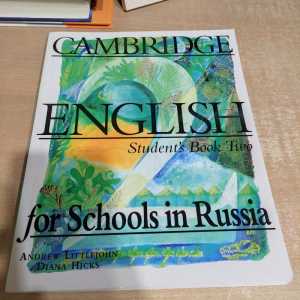 CAMBRIDGE
ENGLISH
Student's Book Two
for Schools in Russia
ANDREW LITTLEJOHN
DIANA HICKS